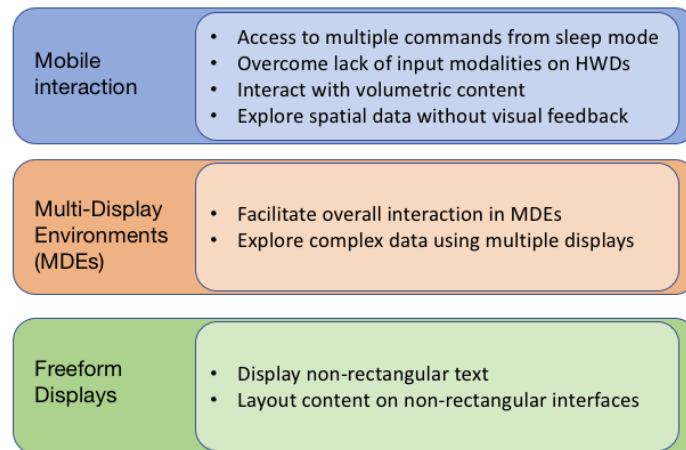 Mobile
interaction
• Access to multiple commands from sleep mode
• Overcome lack of input modalities on HWDs
• Interact with volumetric content
• Explore spatial data without visual feedback
Multi-Display
Environments
(MDEs)
• Facilitate overall interaction in MDEs
• Explore complex data using multiple displays
Freeform
Displays
• Display non-rectangular text
• Layout content on non-rectangular interfaces